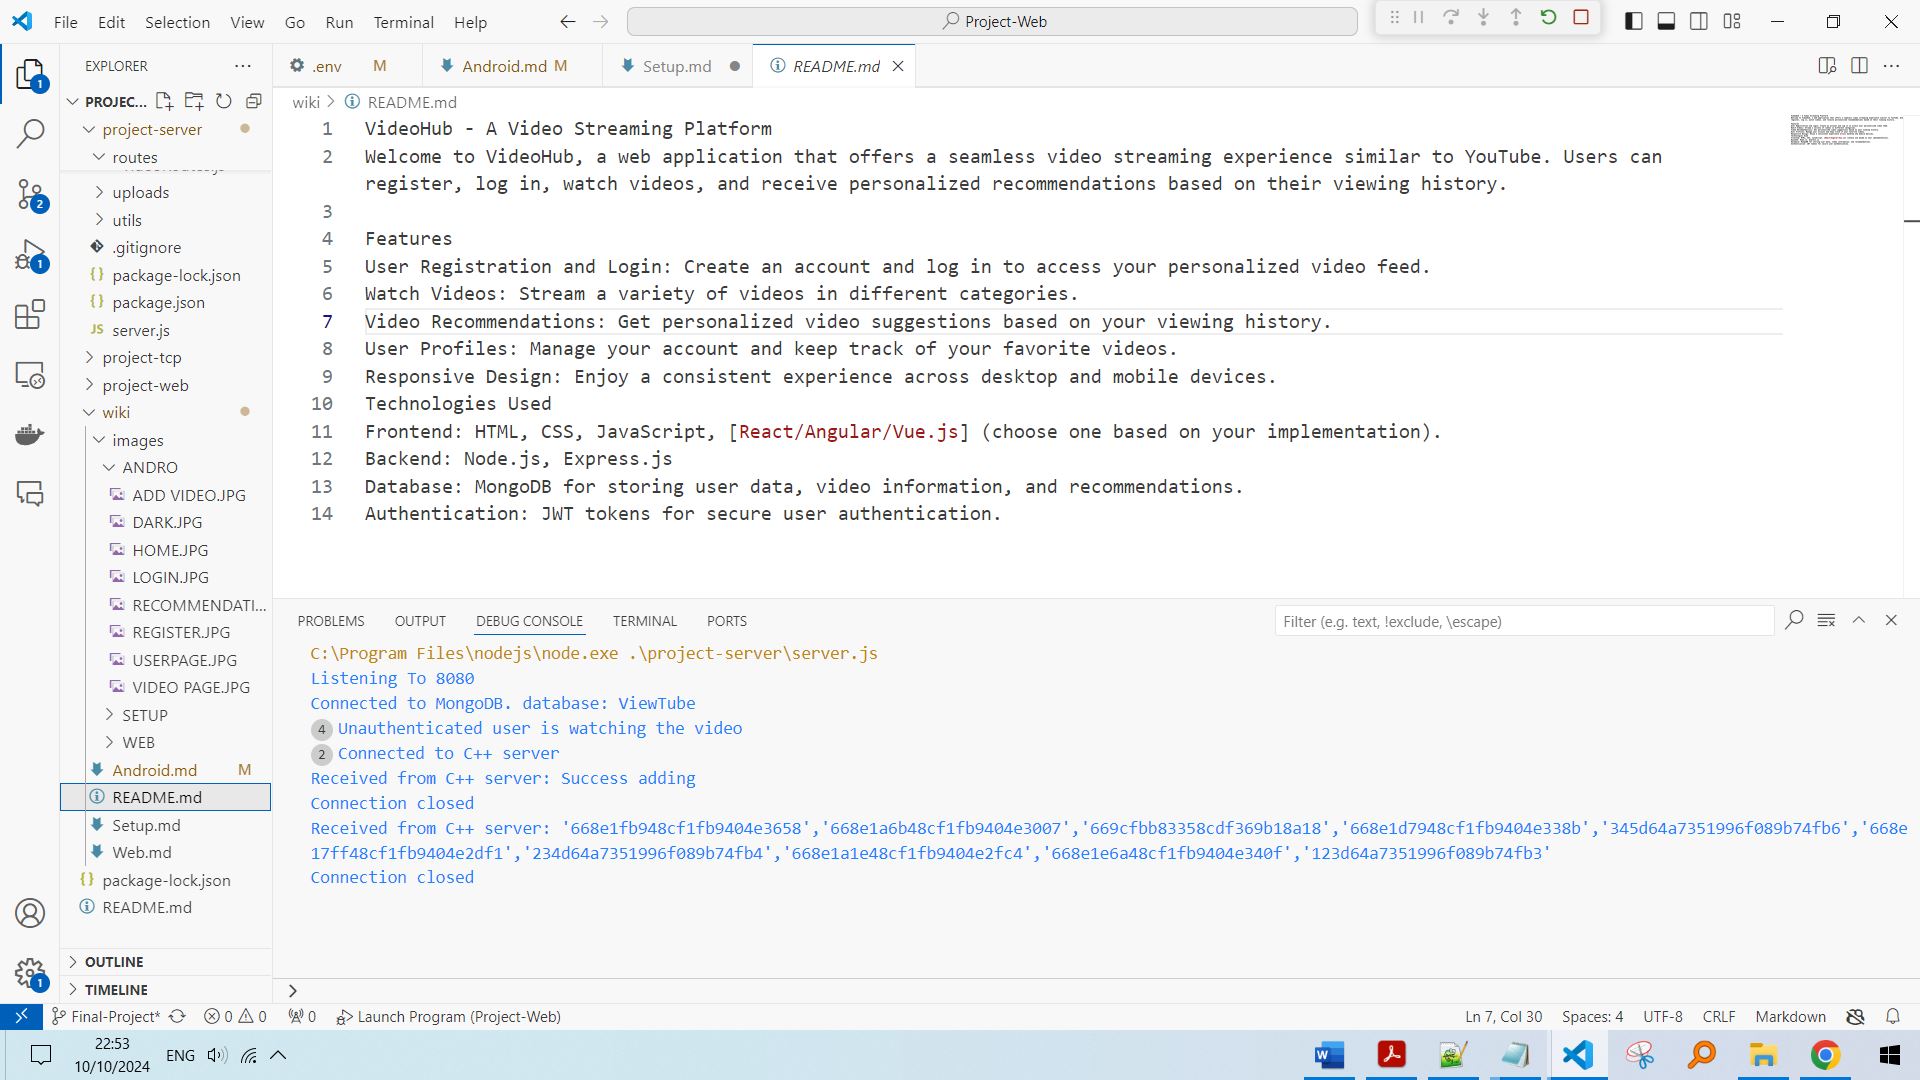 File Edit Selection View Go Run Terminal Help
Project-Web
EXPLORER
.env M
Android.md M
Setup.md
README.md
PROJEC...
wiki > README.md
project-server
routes
uploads
utils
.gitignore
package-lock.json
package.json
JS server.js
project-tcp
project-web
wiki
images
ANDRO
ADD VIDEO.JPG
DARK.JPG
HOME.JPG
LOGIN.JPG
RECOMMENDATI...
REGISTER.JPG
USERPAGE.JPG
VIDEO PAGE.JPG
SETUP
WEB
Android.md M
README.md
Setup.md
Web.md
package-lock.json
README.md
OUTLINE
TIMELINE
1 VideoHub - A Video Streaming Platform
2 Welcome to VideoHub, a web application that offers a seamless video streaming experience similar to YouTube. Users can
register, log in, watch videos, and receive personalized recommendations based on their viewing history.
3
4 Features
5 User Registration and Login: Create an account and log in to access your personalized video feed.
6 Watch Videos: Stream a variety of videos in different categories.
7 Video Recommendations: Get personalized video suggestions based on your viewing history.
8 User Profiles: Manage your account and keep track of your favorite videos.
9 Responsive Design: Enjoy a consistent experience across desktop and mobile devices.
10 Technologies Used
11 Frontend: HTML, CSS, JavaScript, [React/Angular/Vue.js] (choose one based on your implementation).
12 Backend: Node.js, Express.js
13 Database: MongoDB for storing user data, video information, and recommendations.
14 Authentication: JWT tokens for secure user authentication.
PROBLEMS OUTPUT DEBUG CONSOLE TERMINAL PORTS
Filter (e.g. text, !exclude, \escape)
C:\Program Files\nodejs\node.exe .\project-server\server.js
Listening To 8080
Connected to MongoDB. database: ViewTube
4 Unauthenticated user is watching the video
2 Connected to C++ server
Received from C++ server: Success adding
Connection closed
Received from C++ server: '668e1fb948cf1fb9404e3658','668e1a6b48cf1fb9404e3007','669cfbb83358cdf369b18a18','668e1d7948cf1fb9404e338b','345d64a7351996f089b74fb6','668e
17ff48cf1fb9404e2df1','234d64a7351996f089b74fb4','668e1a1e48cf1fb9404e2fc4','668e1e6a48cf1fb9404e340f','123d64a7351996f089b74fb3'
Connection closed
>
Final-Project* 0 0 0 Launch Program (Project-Web)
Ln 7, Col 30 Spaces: 4 UTF-8 CRLF Markdown
22:53
10/10/2024
ENG